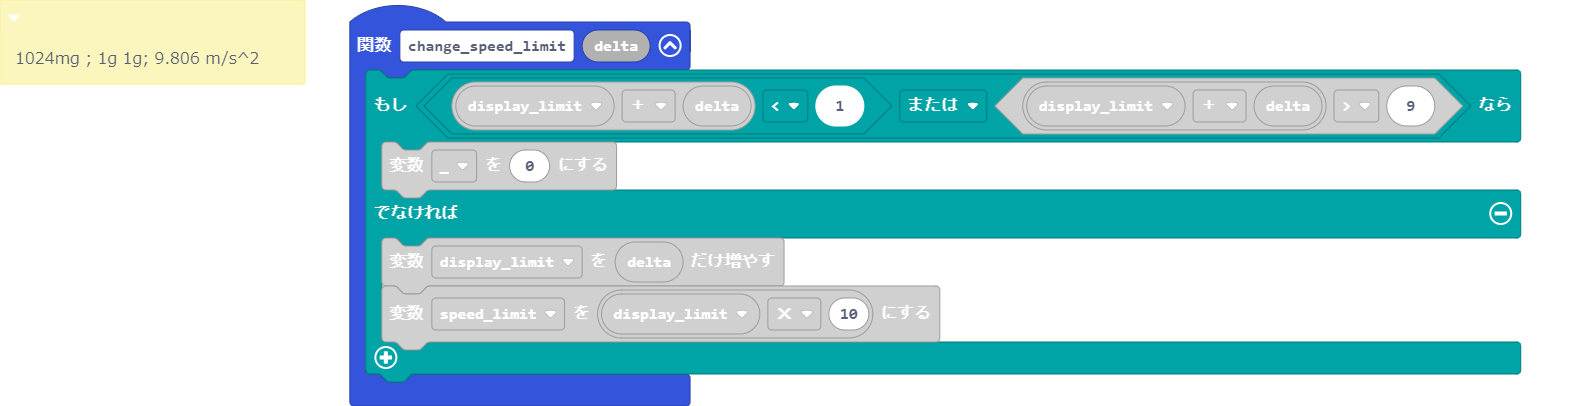 1024mg ; 1g 1g; 9.806 m/s^2
関数 change_speed_limit delta
もし display_limit + delta < 1 または display_limit + delta > 9 なら
変数 _ を 0 にする
でなければ
変数 display_limit を delta だけ増やす
変数 speed_limit を display_limit × 10 にする